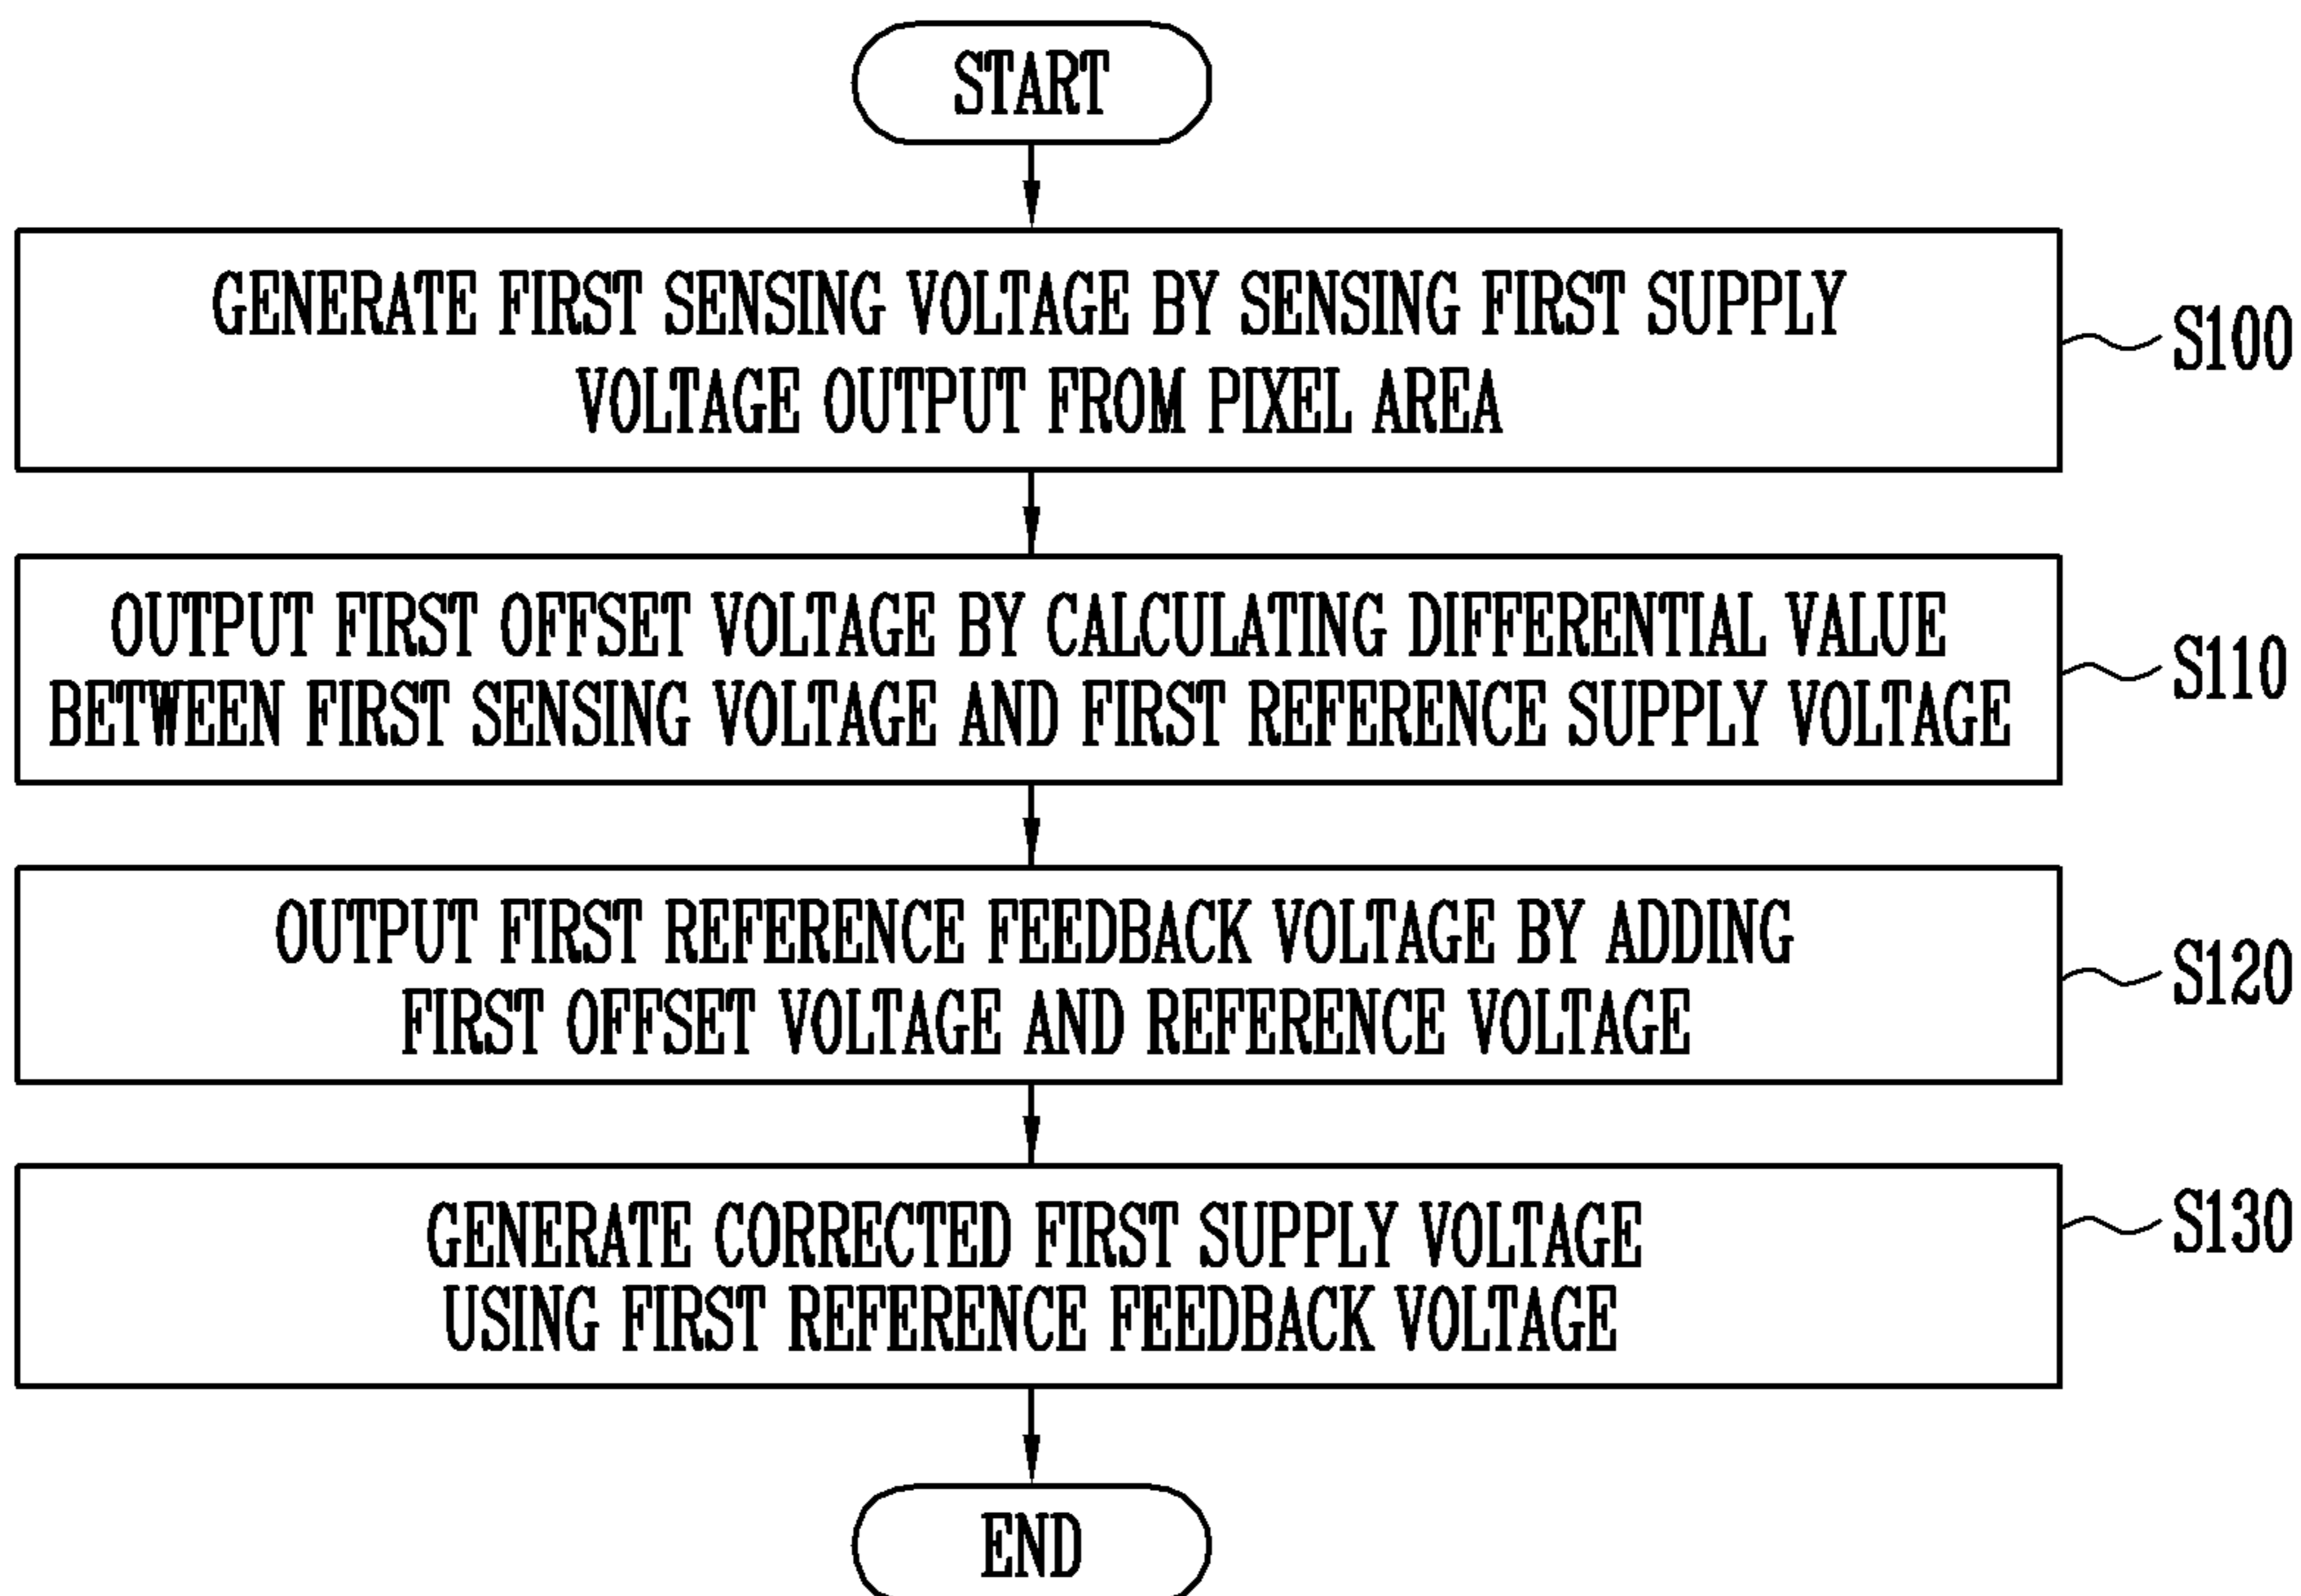 START
GENERATE FIRST SENSING VOLTAGE BY SENSING FIRST SUPPLY
VOLTAGE OUTPUT FROM PIXEL AREA
S100
OUTPUT FIRST OFFSET VOLTAGE BY CALCULATING DIFFERENTIAL VALUE
BETWEEN FIRST SENSING VOLTAGE AND FIRST REFERENCE SUPPLY VOLTAGE
S110
OUTPUT FIRST REFERENCE FEEDBACK VOLTAGE BY ADDING
FIRST OFFSET VOLTAGE AND REFERENCE VOLTAGE
S120
GENERATE CORRECTED FIRST SUPPLY VOLTAGE
USING FIRST REFERENCE FEEDBACK VOLTAGE
S130
END